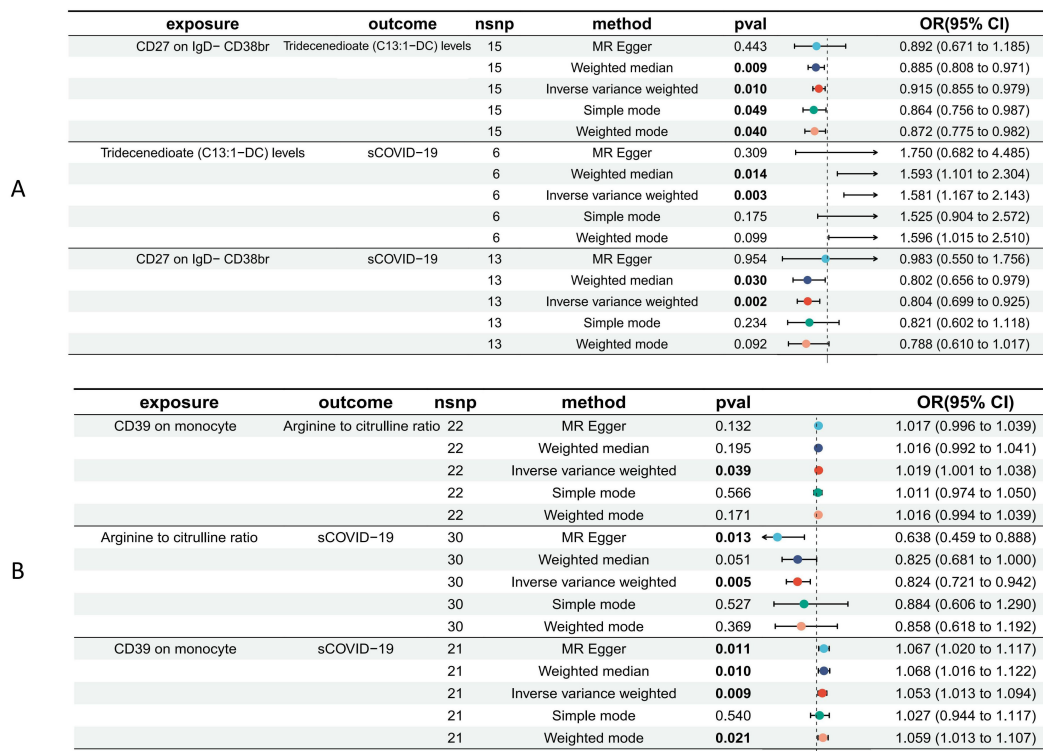 A
exposure outcome nsnp method pval OR(95% CI)
CD27 on IgD− CD38br Tridecenedioate (C13:1−DC) levels 15 MR Egger 0.443 0.892 (0.671 to 1.185)
15 Weighted median 0.009 0.885 (0.808 to 0.971)
15 Inverse variance weighted 0.010 0.915 (0.855 to 0.979)
15 Simple mode 0.049 0.864 (0.756 to 0.987)
15 Weighted mode 0.040 0.872 (0.775 to 0.982)
Tridecenedioate (C13:1−DC) levels sCOVID−19 6 MR Egger 0.309 1.750 (0.682 to 4.485)
6 Weighted median 0.014 1.593 (1.101 to 2.304)
6 Inverse variance weighted 0.003 1.581 (1.167 to 2.143)
6 Simple mode 0.175 1.525 (0.904 to 2.572)
6 Weighted mode 0.099 1.596 (1.015 to 2.510)
CD27 on IgD− CD38br sCOVID−19 13 MR Egger 0.954 0.983 (0.550 to 1.756)
13 Weighted median 0.030 0.802 (0.656 to 0.979)
13 Inverse variance weighted 0.002 0.804 (0.699 to 0.925)
13 Simple mode 0.234 0.821 (0.602 to 1.118)
13 Weighted mode 0.092 0.788 (0.610 to 1.017)
B
exposure outcome nsnp method pval OR(95% CI)
CD39 on monocyte Arginine to citrulline ratio 22 MR Egger 0.132 1.017 (0.996 to 1.039)
22 Weighted median 0.195 1.016 (0.992 to 1.041)
22 Inverse variance weighted 0.039 1.019 (1.001 to 1.038)
22 Simple mode 0.566 1.011 (0.974 to 1.050)
22 Weighted mode 0.171 1.016 (0.994 to 1.039)
Arginine to citrulline ratio sCOVID−19 30 MR Egger 0.013 0.638 (0.459 to 0.888)
30 Weighted median 0.051 0.825 (0.681 to 1.000)
30 Inverse variance weighted 0.005 0.824 (0.721 to 0.942)
30 Simple mode 0.527 0.884 (0.606 to 1.290)
30 Weighted mode 0.369 0.858 (0.618 to 1.192)
CD39 on monocyte sCOVID−19 21 MR Egger 0.011 1.067 (1.020 to 1.117)
21 Weighted median 0.010 1.068 (1.016 to 1.122)
21 Inverse variance weighted 0.009 1.053 (1.013 to 1.094)
21 Simple mode 0.540 1.027 (0.944 to 1.117)
21 Weighted mode 0.021 1.059 (1.013 to 1.107)